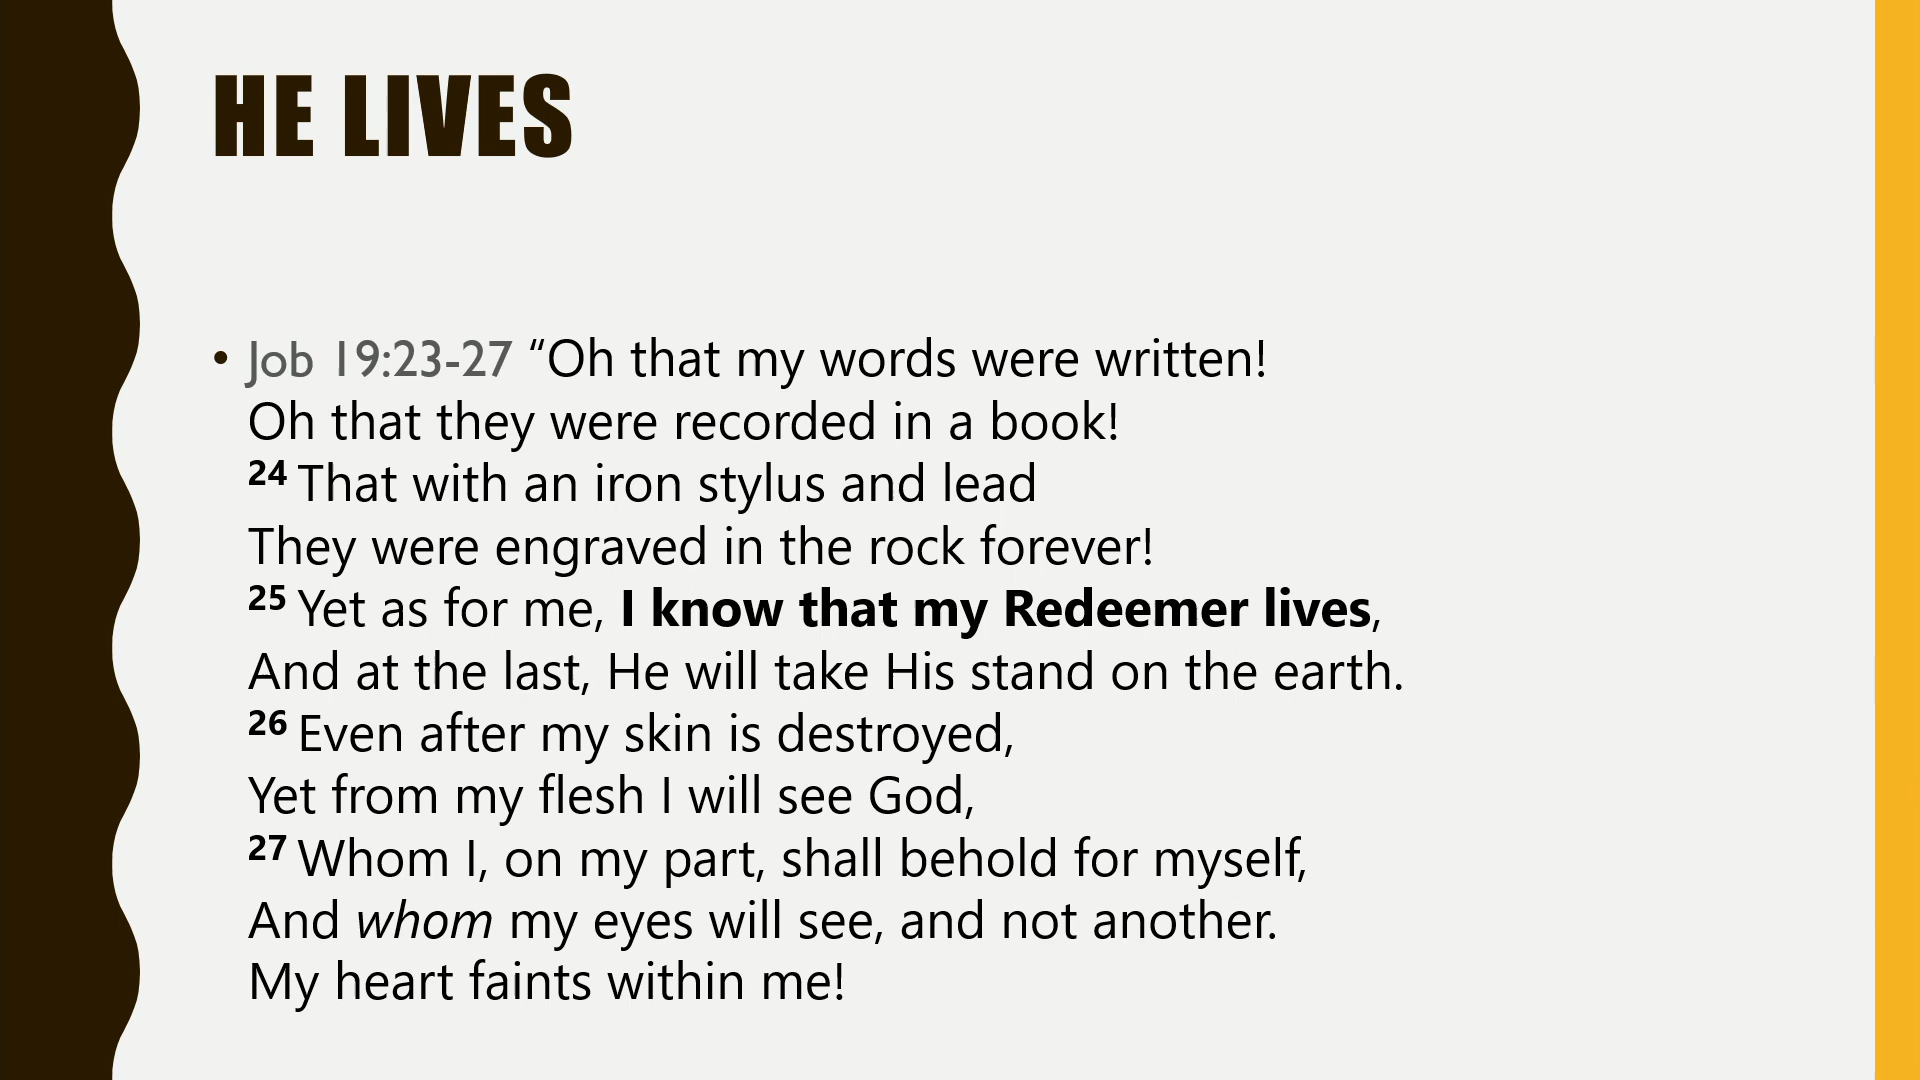 HE LIVES
• Job 19:23-27 “Oh that my words were written!
Oh that they were recorded in a book!
24 That with an iron stylus and lead
They were engraved in the rock forever!
25 Yet as for me, I know that my Redeemer lives,
And at the last, He will take His stand on the earth.
26 Even after my skin is destroyed,
Yet from my flesh I will see God,
27 Whom I, on my part, shall behold for myself,
And whom my eyes will see, and not another.
My heart faints within me!